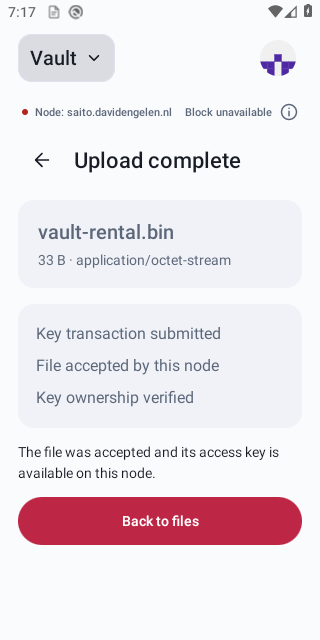 7:17
Vault
Node: saito.davidengelen.nl Block unavailable
Upload complete
vault-rental.bin
33 B · application/octet-stream
Key transaction submitted
File accepted by this node
Key ownership verified
The file was accepted and its access key is
available on this node.
Back to files